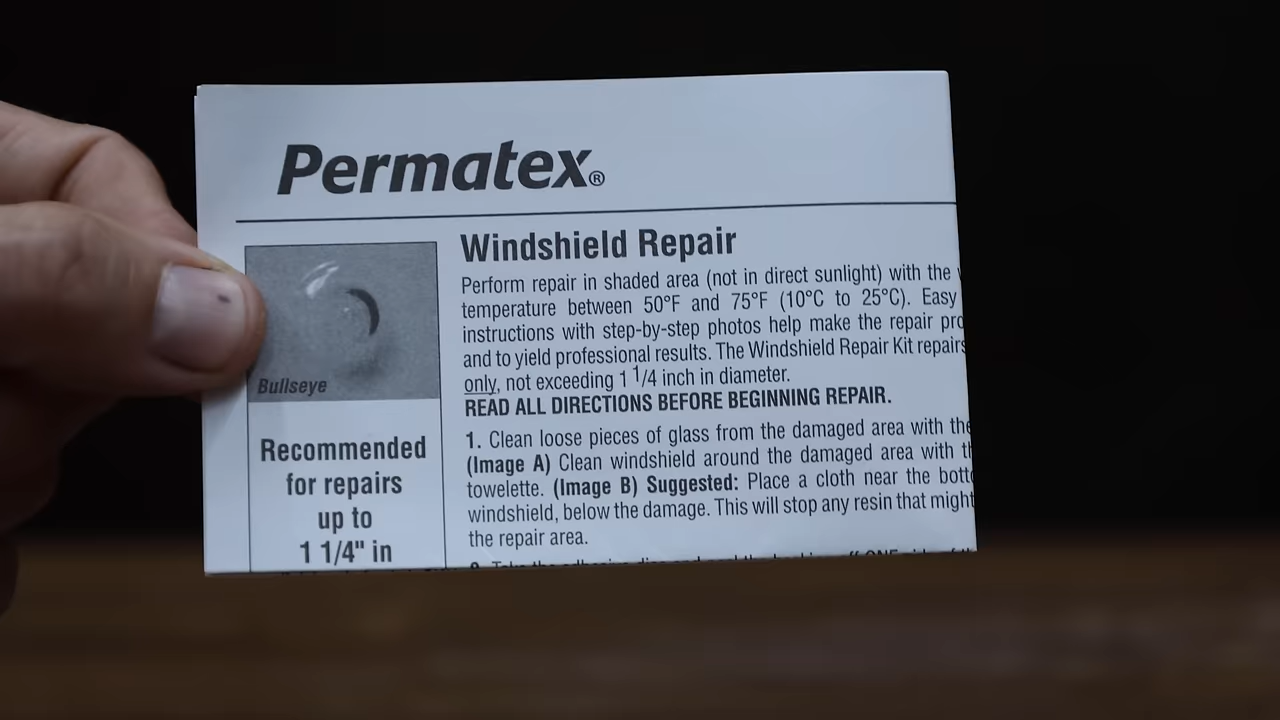 Permatex®
Windshield Repair
Perform repair in shaded area (not in direct sunlight) with the
temperature between 50°F and 75°F (10°C to 25°C). Easy
instructions with step-by-step photos help make the repair
and to yield professional results. The Windshield Repair Kit repairs
only, not exceeding 1 1/4 inch in diameter.
READ ALL DIRECTIONS BEFORE BEGINNING REPAIR.
1. Clean loose pieces of glass from the damaged area with the
(Image A) Clean windshield around the damaged area with
towelette. (Image B) Suggested: Place a cloth near the
windshield, below the damage. This will stop any resin that might
the repair area.
Bullseye
Recommended
for repairs
up to
1 1/4" in